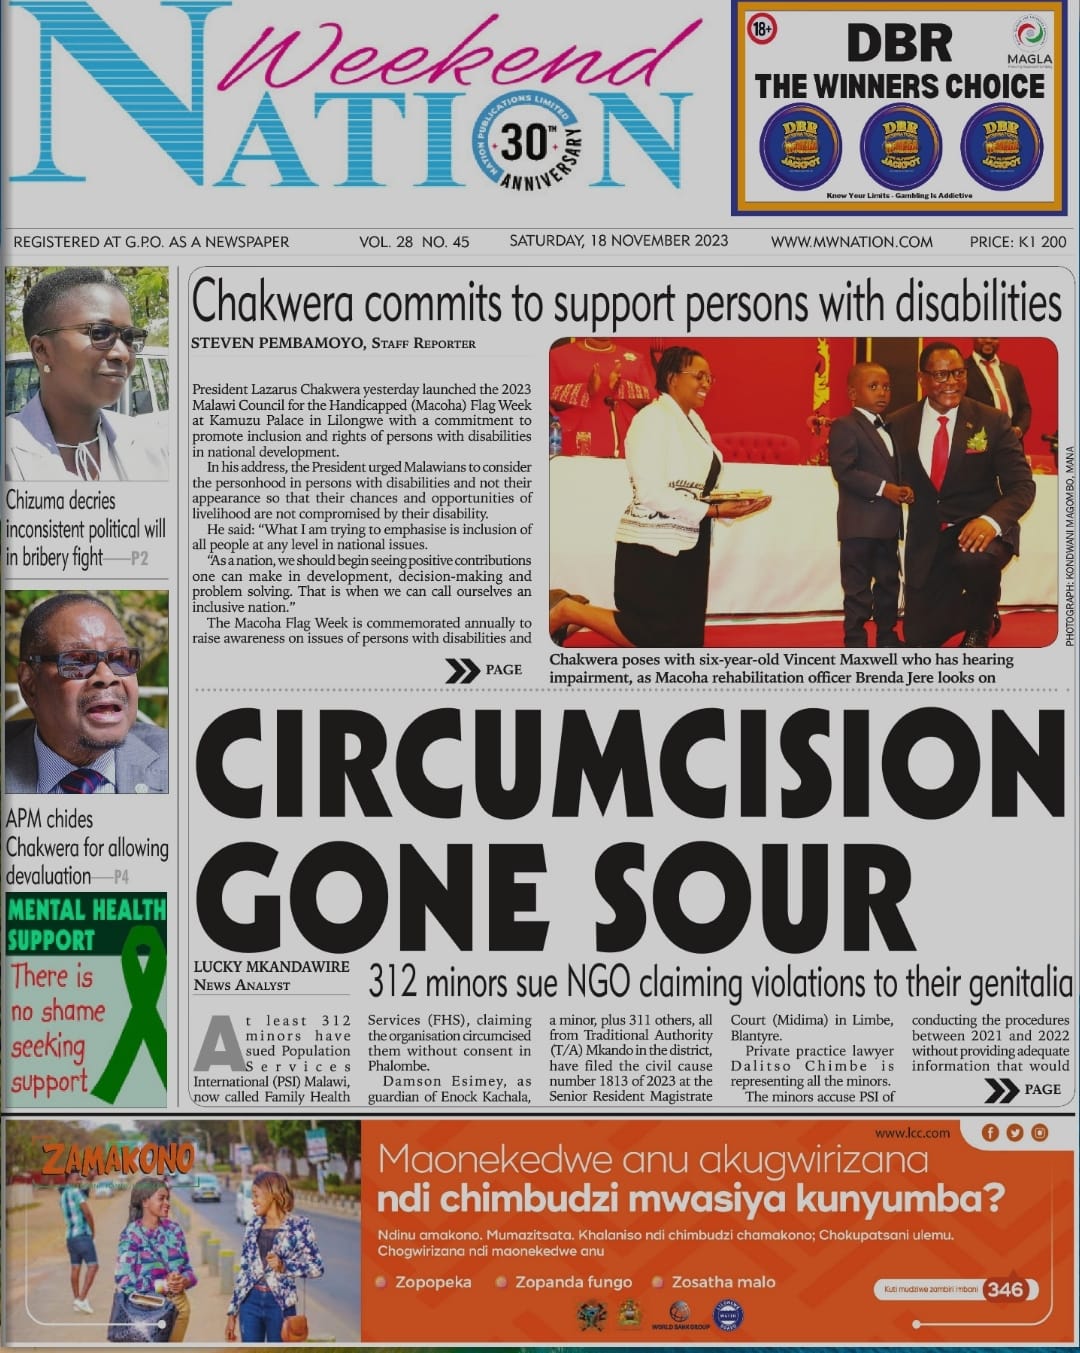 Weekend
NATION
NATION PUBLICATIONS LIMITED
30TH
ANNIVERSARY
18+
DBR
MAGLA
THE WINNERS CHOICE
DBR
JACKPOT
DBR
JACKPOT
DBR
JACKPOT
Know Your Limits - Gambling Is Addictive
REGISTERED AT G.P.O. AS A NEWSPAPER
VOL. 28 NO. 45
SATURDAY, 18 NOVEMBER 2023
WWW.MWNATION.COM
PRICE: K1 200
Chizuma decries
inconsistent political will
in bribery fight—P2
APM chides
Chakwera for allowing
devaluation—P4
MENTAL HEALTH
SUPPORT
There is
no shame
seeking
support
Chakwera commits to support persons with disabilities
STEVEN PEMBAMOYO, STAFF REPORTER
President Lazarus Chakwera yesterday launched the 2023
Malawi Council for the Handicapped (Macoha) Flag Week
at Kamuzu Palace in Lilongwe with a commitment to
promote inclusion and rights of persons with disabilities
in national development.
In his address, the President urged Malawians to consider
the personhood in persons with disabilities and not their
appearance so that their chances and opportunities of
livelihood are not compromised by their disability.
He said: “What I am trying to emphasise is inclusion of
all people at any level in national issues.
“As a nation, we should begin seeing positive contributions
one can make in development, decision-making and
problem solving. That is when we can call ourselves an
inclusive nation.”
The Macoha Flag Week is commemorated annually to
raise awareness on issues of persons with disabilities and
PAGE
PHOTOGRAPH: KONDWANI MAGOMBO, MANA
Chakwera poses with six-year-old Vincent Maxwell who has hearing
impairment, as Macoha rehabilitation officer Brenda Jere looks on
CIRCUMCISION
GONE SOUR
312 minors sue NGO claiming violations to their genitalia
LUCKY MKANDAWIRE
NEWS ANALYST
At least 312
minors have
sued Population
Services
International (PSI) Malawi,
now called Family Health
Services (FHS), claiming
the organisation circumcised
them without consent in
Phalombe.
Damson Esimey, as
guardian of Enock Kachala,
a minor, plus 311 others, all
from Traditional Authority
(T/A) Mkando in the district,
have filed the civil cause
number 1813 of 2023 at the
Senior Resident Magistrate
Court (Midima) in Limbe,
Blantyre.
Private practice lawyer
Dalitso Chimbe is
representing all the minors.
The minors accuse PSI of
conducting the procedures
between 2021 and 2022
without providing adequate
information that would
PAGE
ZAMAKONO
www.lcc.com
Maonekedwe anu akugwirizana
ndi chimbudzi mwasiya kunyumba?
Ndinu amakono. Mumazitsata. Khalaniso ndi chimbudzi chamakono; Chokupatsani ulemu.
Chogwirizana ndi maonekedwe anu
Zopopeka
Zopanda fungo
Zosatha malo
Kuti mudziwe zambiri imbani
346
WORLD BANK GROUP